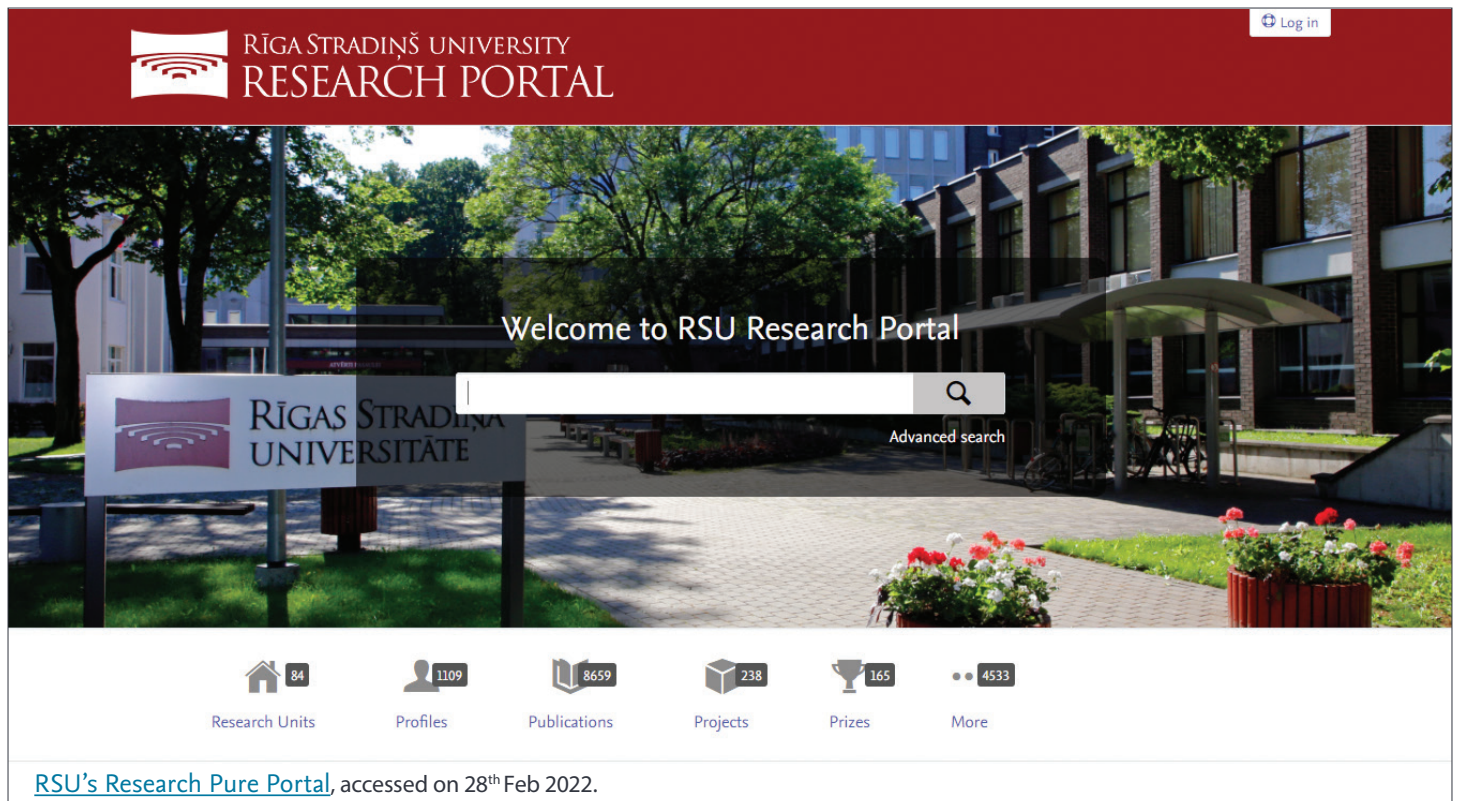 Log in
RĪGA STRADIŅŠ UNIVERSITY
RESEARCH PORTAL
Welcome to RSU Research Portal
Advanced search
RĪGAS STRADIŅA
UNIVERSITĀTE
84
1109
8659
238
165
4533
Research Units
Profiles
Publications
Projects
Prizes
More
RSU's Research Pure Portal, accessed on 28th Feb 2022.